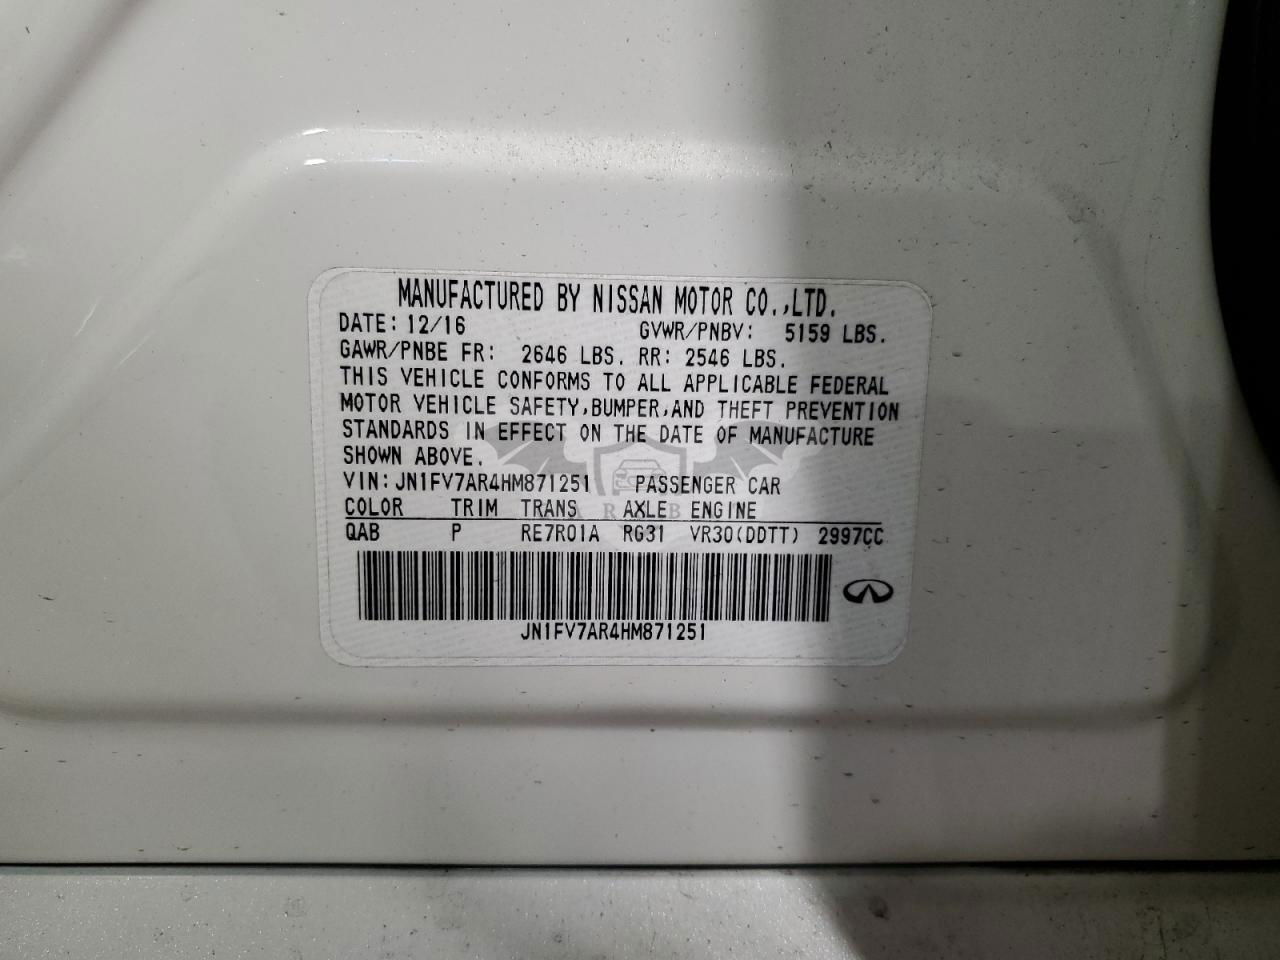 MANUFACTURED BY NISSAN MOTOR CO.,LTD.
DATE: 12/16 GVWR/PNBV: 5159 LBS.
GAWR/PNBE FR: 2646 LBS. RR: 2546 LBS.
THIS VEHICLE CONFORMS TO ALL APPLICABLE FEDERAL
MOTOR VEHICLE SAFETY,BUMPER,AND THEFT PREVENTION
STANDARDS IN EFFECT ON THE DATE OF MANUFACTURE
SHOWN ABOVE.
VIN: JN1FV7AR4HM871251 PASSENGER CAR
COLOR TRIM TRANS AXLE ENGINE
QAB P RE7R01A RG31 VR30(DDTT) 2997CC
JN1FV7AR4HM871251